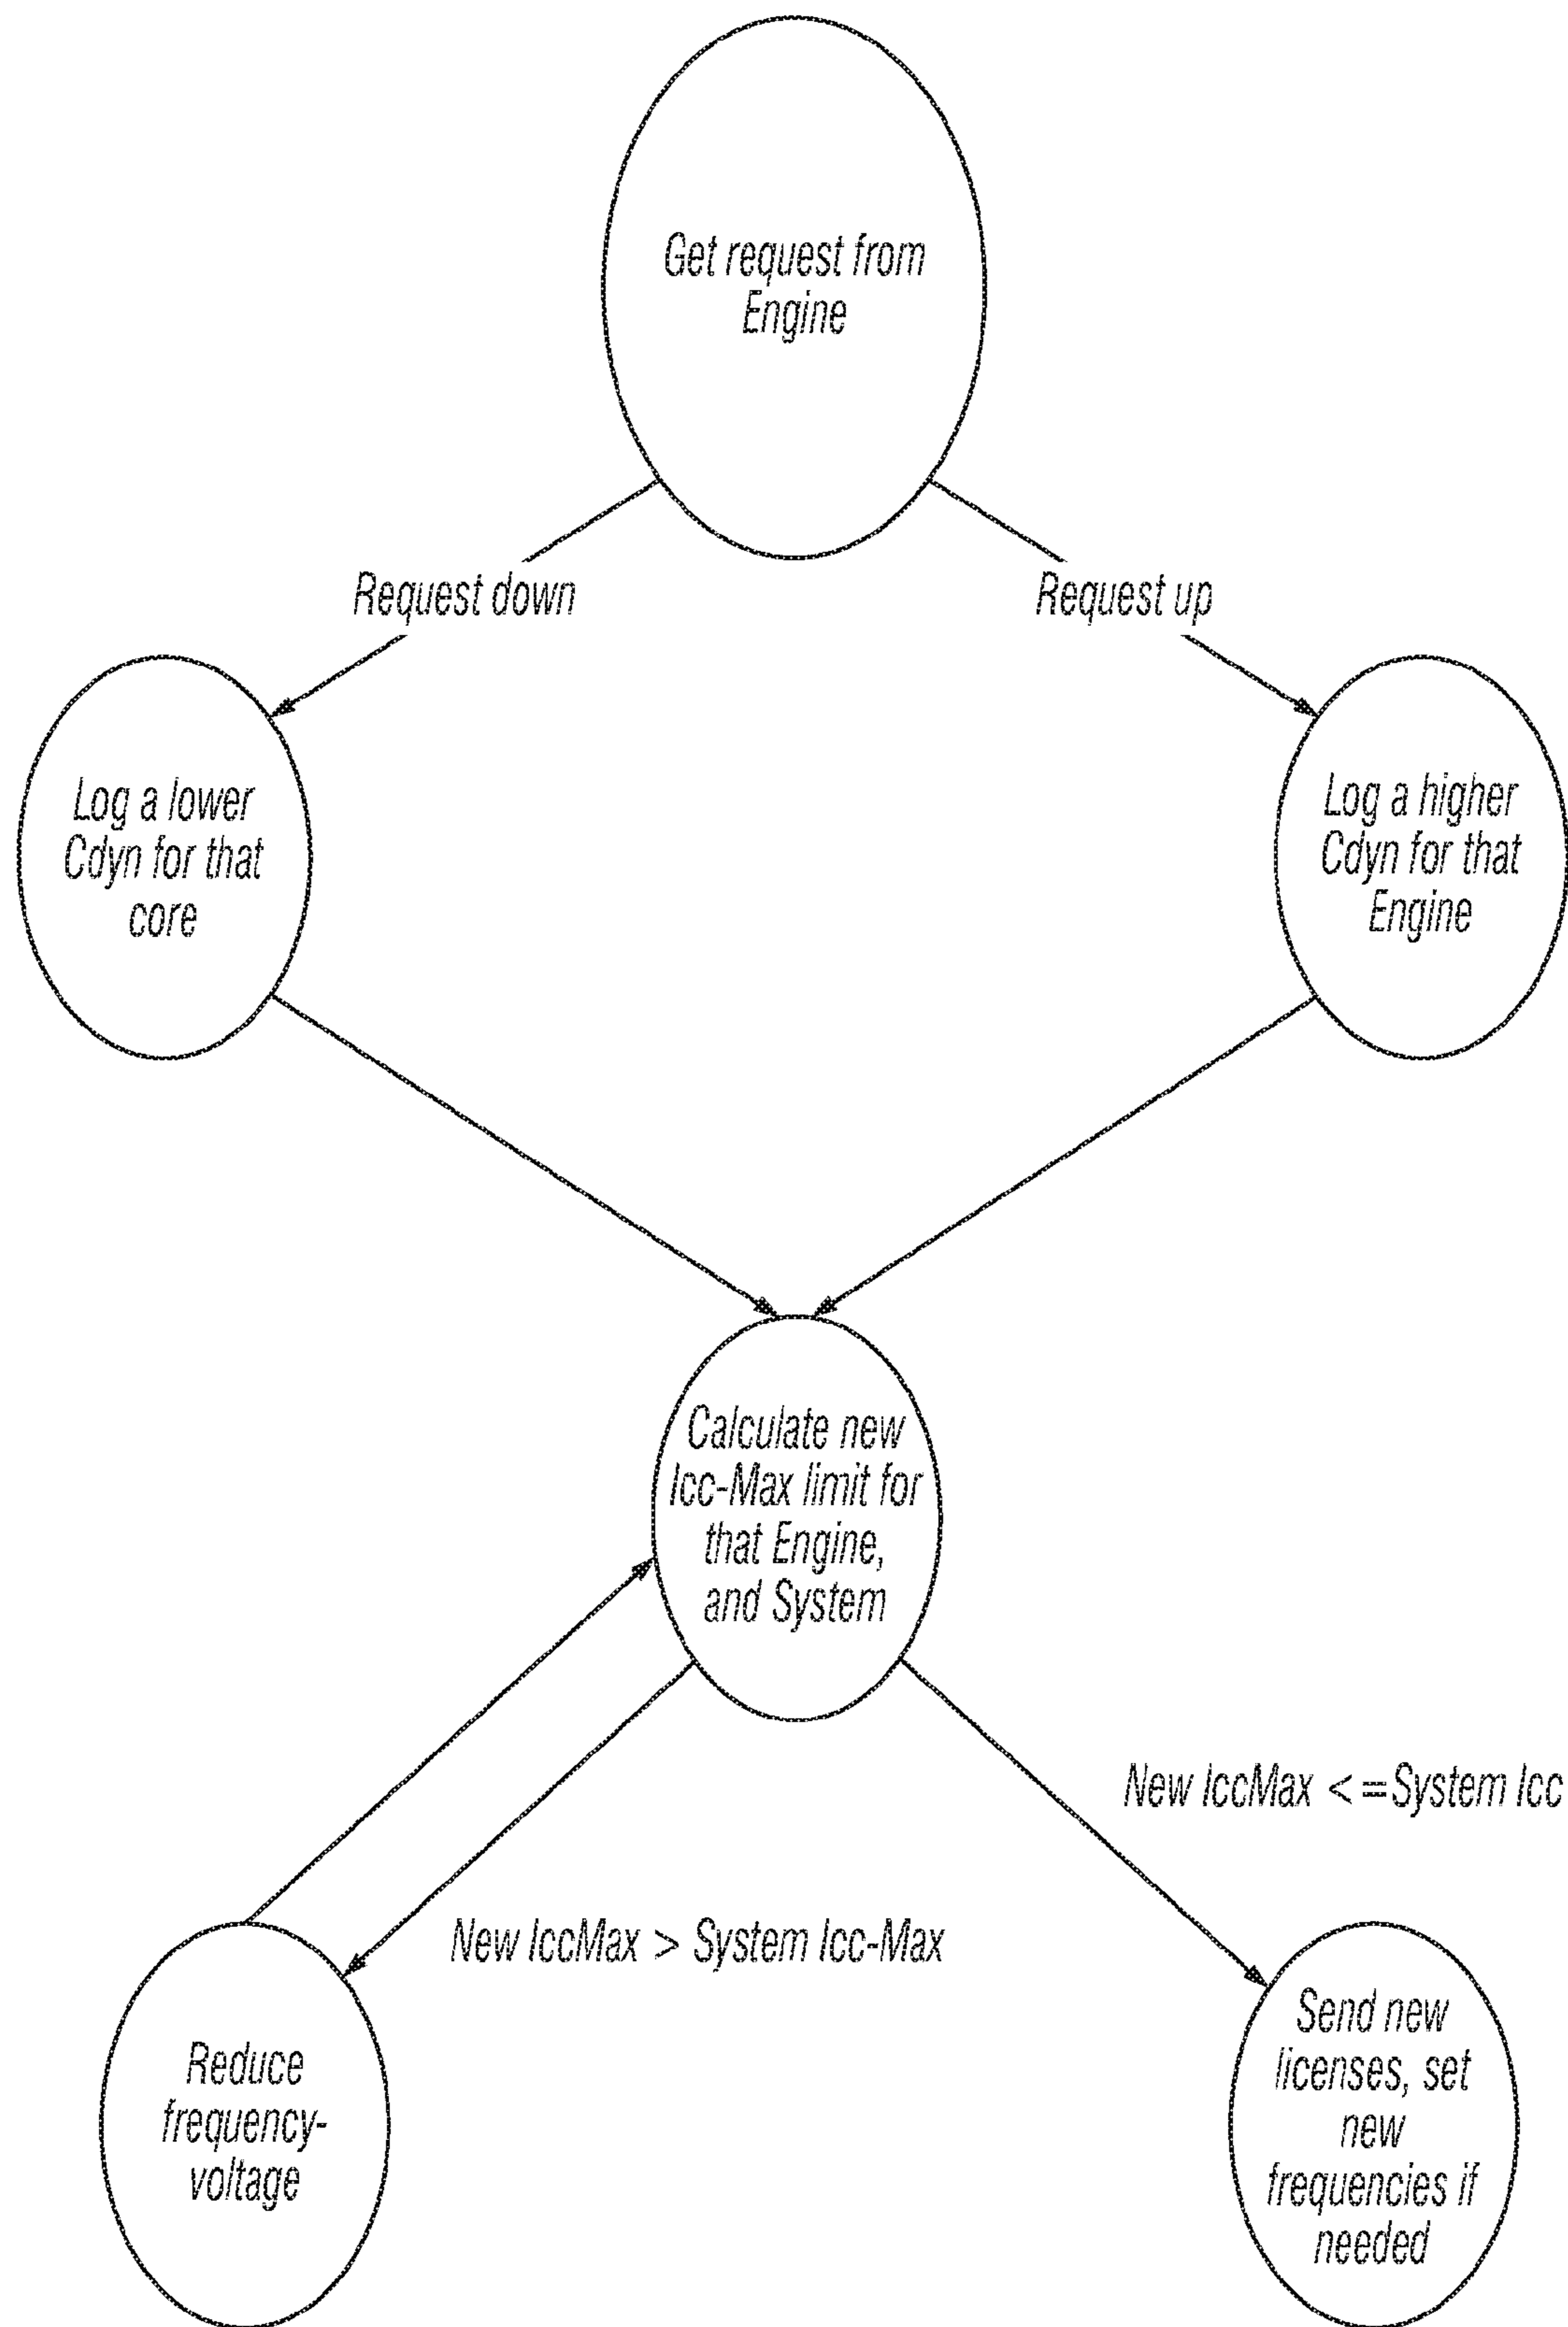 Get request from
Engine
Request down
Request up
Log a lower
Cdyn for that
core
Log a higher
Cdyn for that
Engine
Calculate new
Icc-Max limit for
that Engine,
and System
New IccMax <=System Icc
New IccMax > System Icc-Max
Reduce
frequency-
voltage
Send new
licenses, set
new
frequencies if
needed